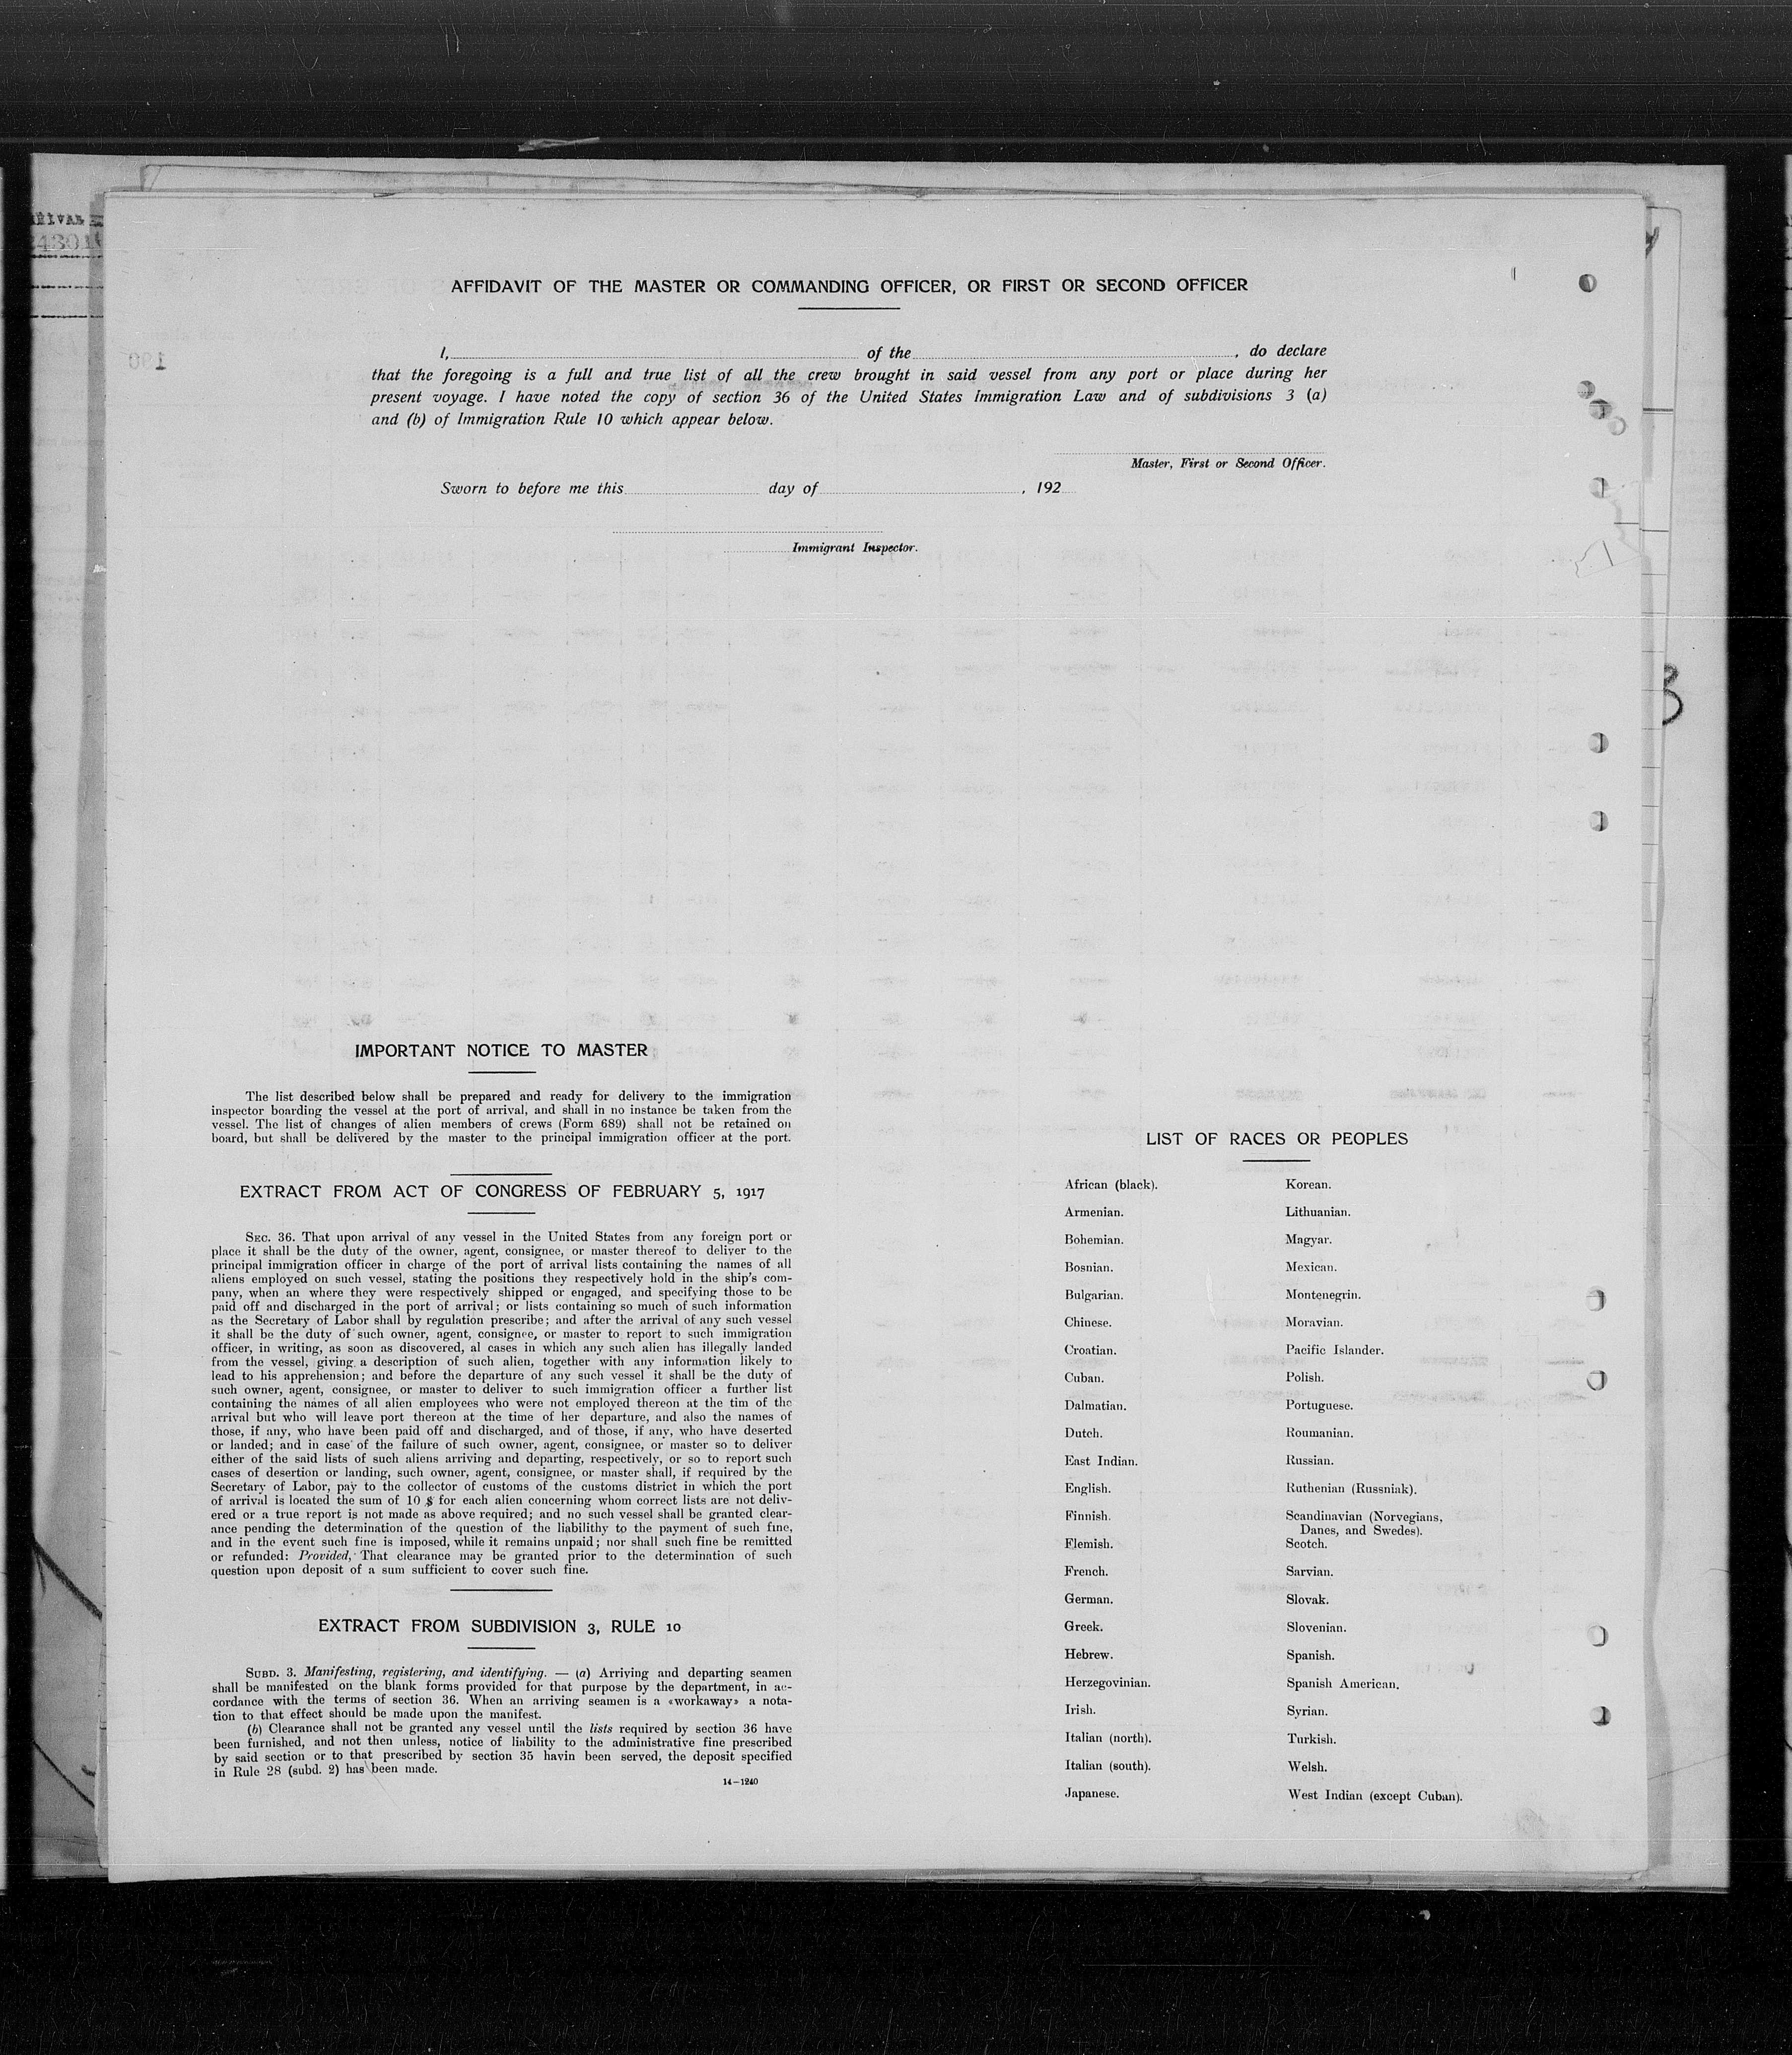 AFFIDAVIT OF THE MASTER OR COMMANDING OFFICER, OR FIRST OR SECOND OFFICER
I, of the , do declare
that the foregoing is a full and true list of all the crew brought in said vessel from any port or place during her
present voyage. I have noted the copy of section 36 of the United States Immigration Law and of subdivisions 3 (a)
and (b) of Immigration Rule 10 which appear below.
Master, First or Second Officer.
Sworn to before me this day of , 192
Immigrant Inspector.
IMPORTANT NOTICE TO MASTER
The list described below shall be prepared and ready for delivery to the immigration
inspector boarding the vessel at the port of arrival, and shall in no instance be taken from the
vessel. The list of changes of alien members of crews (Form 689) shall not be retained on
board, but shall be delivered by the master to the principal immigration officer at the port.
EXTRACT FROM ACT OF CONGRESS OF FEBRUARY 5, 1917
SEC. 36. That upon arrival of any vessel in the United States from any foreign port or
place it shall be the duty of the owner, agent, consignee, or master thereof to deliver to the
principal immigration officer in charge of the port of arrival lists containing the names of all
aliens employed on such vessel, stating the positions they respectively hold in the ship's com-
pany, when an where they were respectively shipped or engaged, and specifying those to be
paid off and discharged in the port of arrival; or lists containing so much of such information
as the Secretary of Labor shall by regulation prescribe; and after the arrival of any such vessel
it shall be the duty of such owner, agent, consignee, or master to report to such immigration
officer, in writing, as soon as discovered, al cases in which any such alien has illegally landed
from the vessel, giving a description of such alien, together with any information likely to
lead to his apprehension; and before the departure of any such vessel it shall be the duty of
such owner, agent, consignee, or master to deliver to such immigration officer a further list
containing the names of all alien employees who were not employed thereon at the tim of the
arrival but who will leave port thereon at the time of her departure, and also the names of
those, if any, who have been paid off and discharged, and of those, if any, who have deserted
or landed; and in case of the failure of such owner, agent, consignee, or master so to deliver
either of the said lists of such aliens arriving and departing, respectively, or so to report such
cases of desertion or landing, such owner, agent, consignee, or master shall, if required by the
Secretary of Labor, pay to the collector of customs of the customs district in which the port
of arrival is located the sum of 10 $ for each alien concerning whom correct lists are not deliv-
ered or a true report is not made as above required; and no such vessel shall be granted clear-
ance pending the determination of the question of the liabilithy to the payment of such fine,
and in the event such fine is imposed, while it remains unpaid; nor shall such fine be remitted
or refunded: Provided, That clearance may be granted prior to the determination of such
question upon deposit of a sum sufficient to cover such fine.
EXTRACT FROM SUBDIVISION 3, RULE 10
SUBD. 3. Manifesting, registering, and identifying. — (a) Arriving and departing seamen
shall be manifested on the blank forms provided for that purpose by the department, in ac-
cordance with the terms of section 36. When an arriving seamen is a «workaway» a nota-
tion to that effect should be made upon the manifest.
(b) Clearance shall not be granted any vessel until the lists required by section 36 have
been furnished, and not then unless, notice of liability to the administrative fine prescribed
by said section or to that prescribed by section 35 havin been served, the deposit specified
in Rule 28 (subd. 2) has been made.
14—1240
LIST OF RACES OR PEOPLES
African (black).
Armenian.
Bohemian.
Bosnian.
Bulgarian.
Chinese.
Croatian.
Cuban.
Dalmatian.
Dutch.
East Indian.
English.
Finnish.
Flemish.
French.
German.
Greek.
Hebrew.
Herzegovinian.
Irish.
Italian (north).
Italian (south).
Japanese.
Korean.
Lithuanian.
Magyar.
Mexican.
Montenegrin.
Moravian.
Pacific Islander.
Polish.
Portuguese.
Roumanian.
Russian.
Ruthenian (Russniak).
Scandinavian (Norvegians,
Danes, and Swedes).
Scotch.
Sarvian.
Slovak.
Slovenian.
Spanish.
Spanish American.
Syrian.
Turkish.
Welsh.
West Indian (except Cuban).